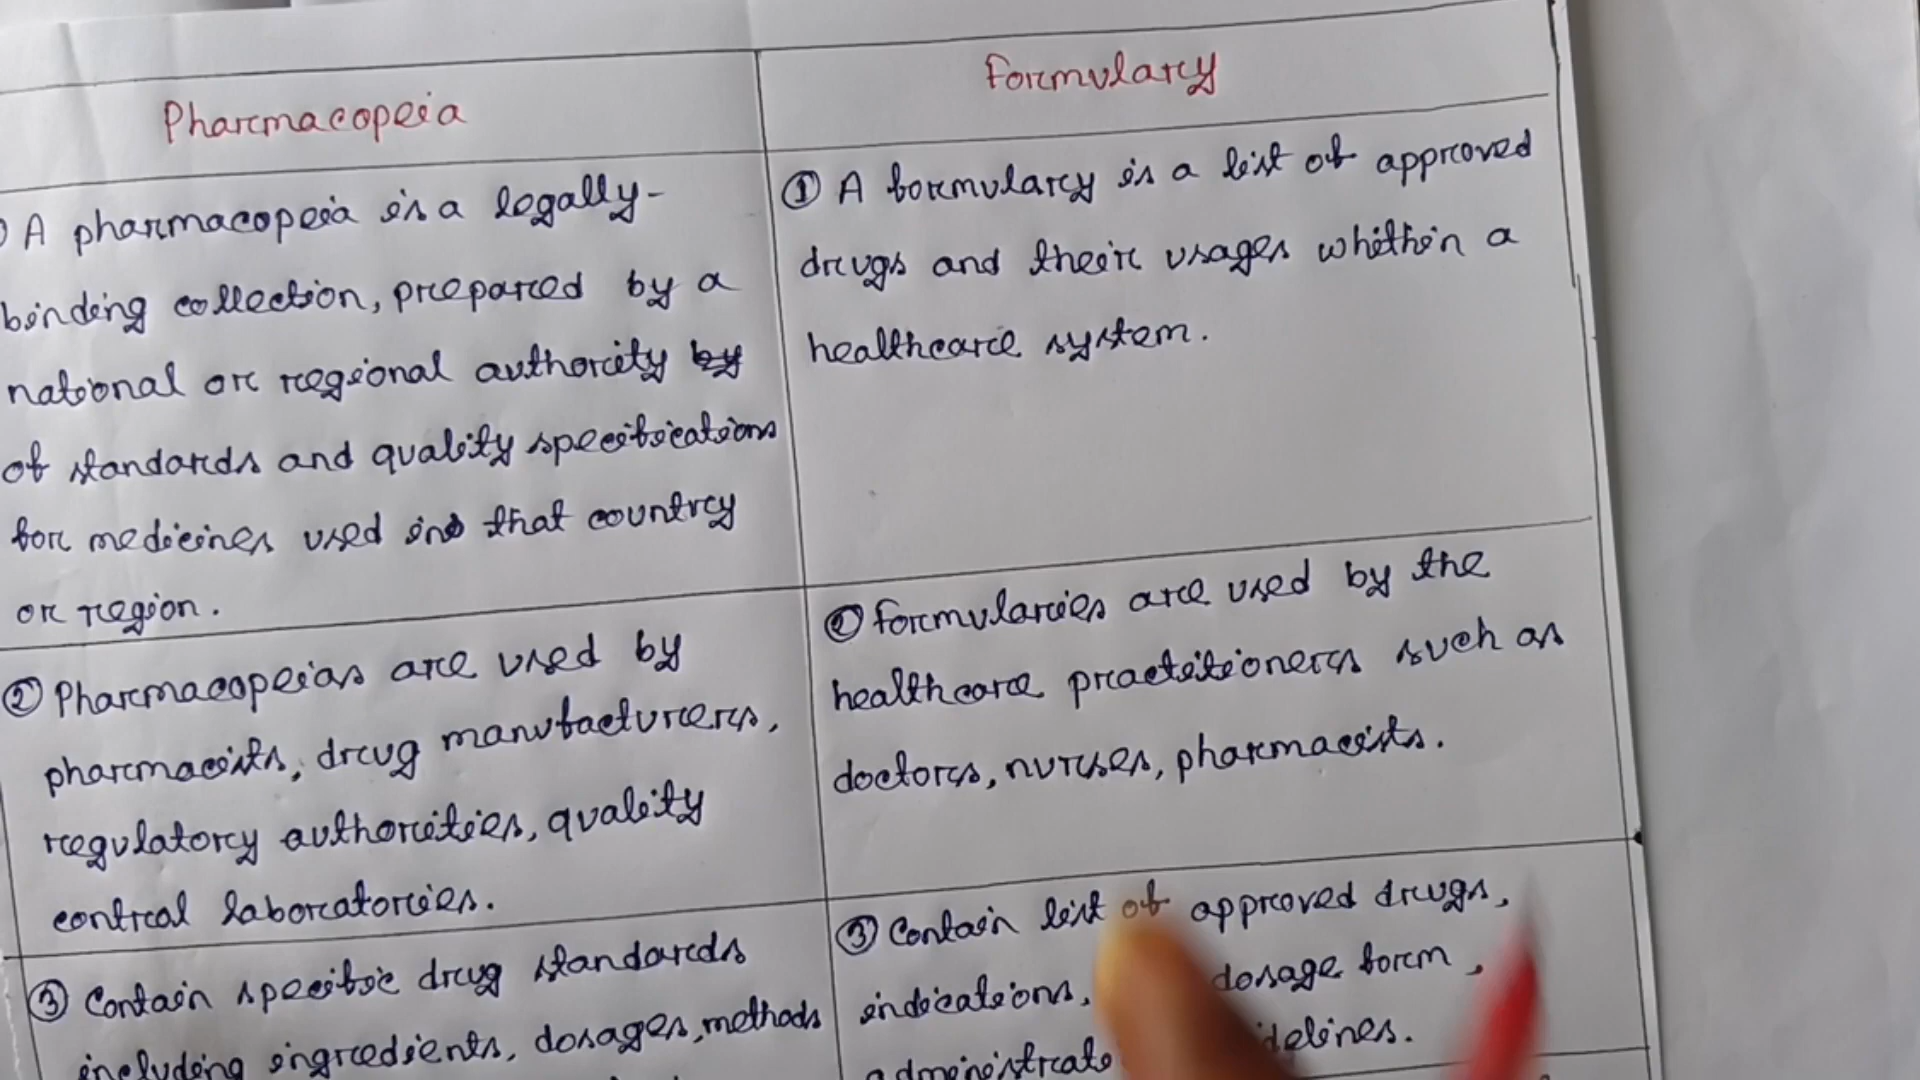 Pharmacopeia
A pharmacopeia is a legally-
binding collection, prepared by a
national or regional authority by
of standards and quality specifications
for medicines used in that country
or region.
② Pharmacopeias are used by
pharmacists, drug manufacturers,
regulatory authorities, quality
contral laboratories.
③ Contain specific drug standards
including ingredients, dosages, methods
Formulary
① A formulary is a list of approved
drugs and their usages whithin a
healthcare system.
② Formularies are used by the
healthcare practitioners such as
doctors, nurses, pharmacists.
③ Contain list of approved drugs,
indications, dosage form,